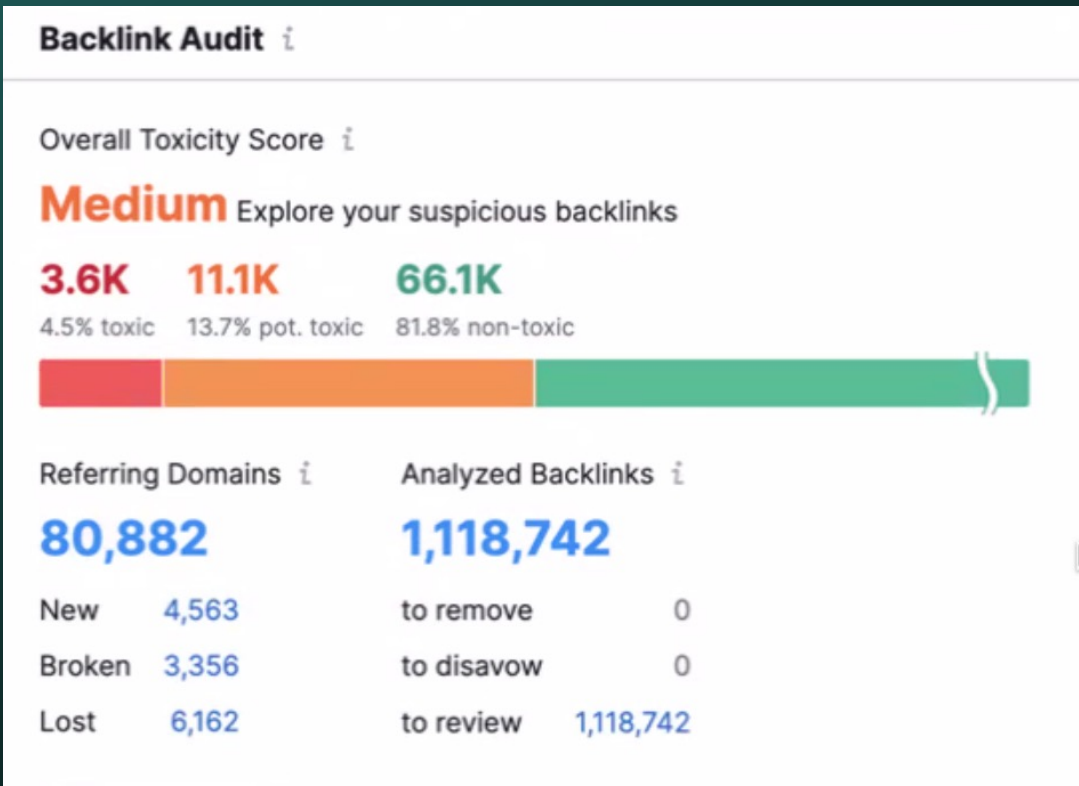 Backlink Audit i
Overall Toxicity Score i
Medium Explore your suspicious backlinks
3.6K 11.1K 66.1K
4.5% toxic 13.7% pot. toxic 81.8% non-toxic
Referring Domains i Analyzed Backlinks i
80,882 1,118,742
New 4,563 to remove 0
Broken 3,356 to disavow 0
Lost 6,162 to review 1,118,742